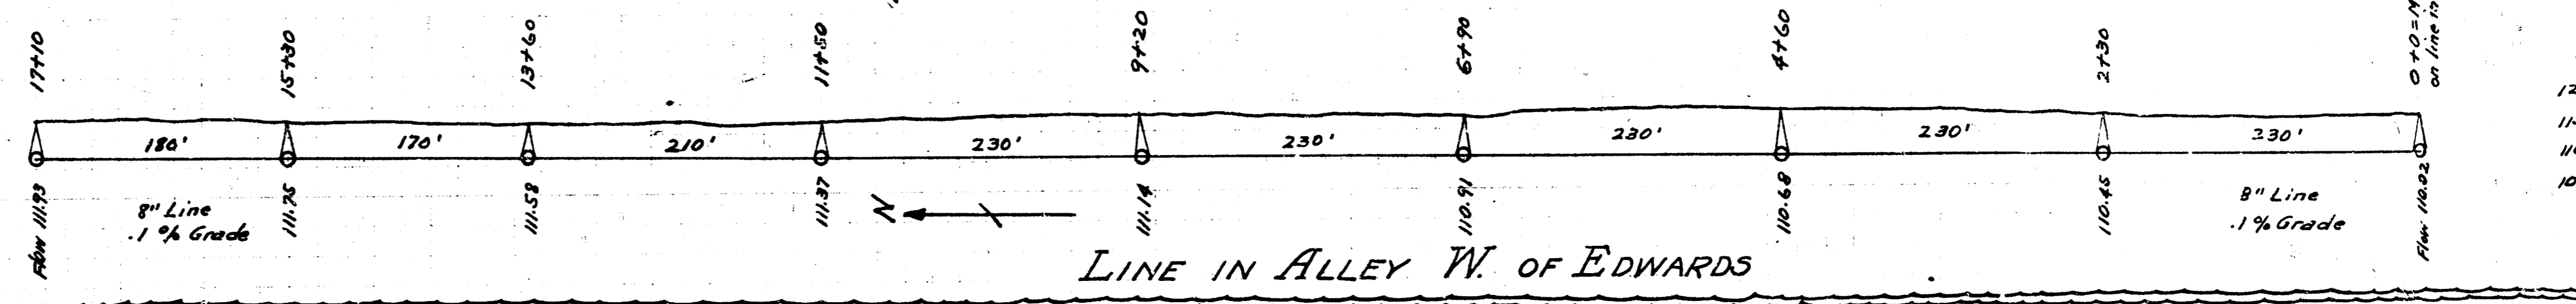 17+10
15+30
13+60
11+50
9+20
6+90
4+60
2+30
0+0=
on line
180'
170'
210'
230'
230'
230'
230'
230'
Flow 111.93
111.75
111.58
111.37
111.14
110.91
110.68
110.45
Flow 110.02
8" Line
.1% Grade
N
8" Line
.1% Grade
LINE IN ALLEY W. OF EDWARDS